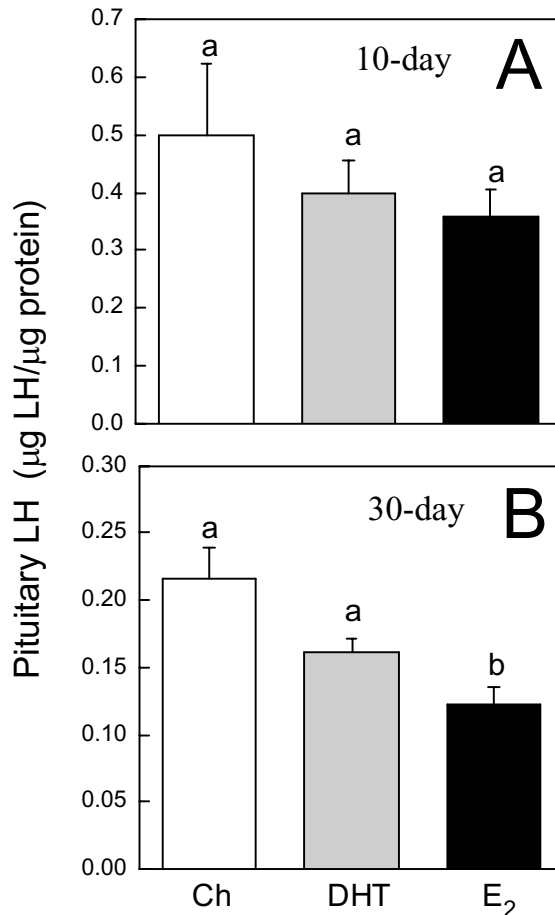 Pituitary LH (μg LH/μg protein)
10-day
A
0.7
0.6
0.5
0.4
0.3
0.2
0.1
0.0
a
a
a
30-day
B
0.30
0.25
0.20
0.15
0.10
0.05
0.00
a
a
b
Ch DHT E₂